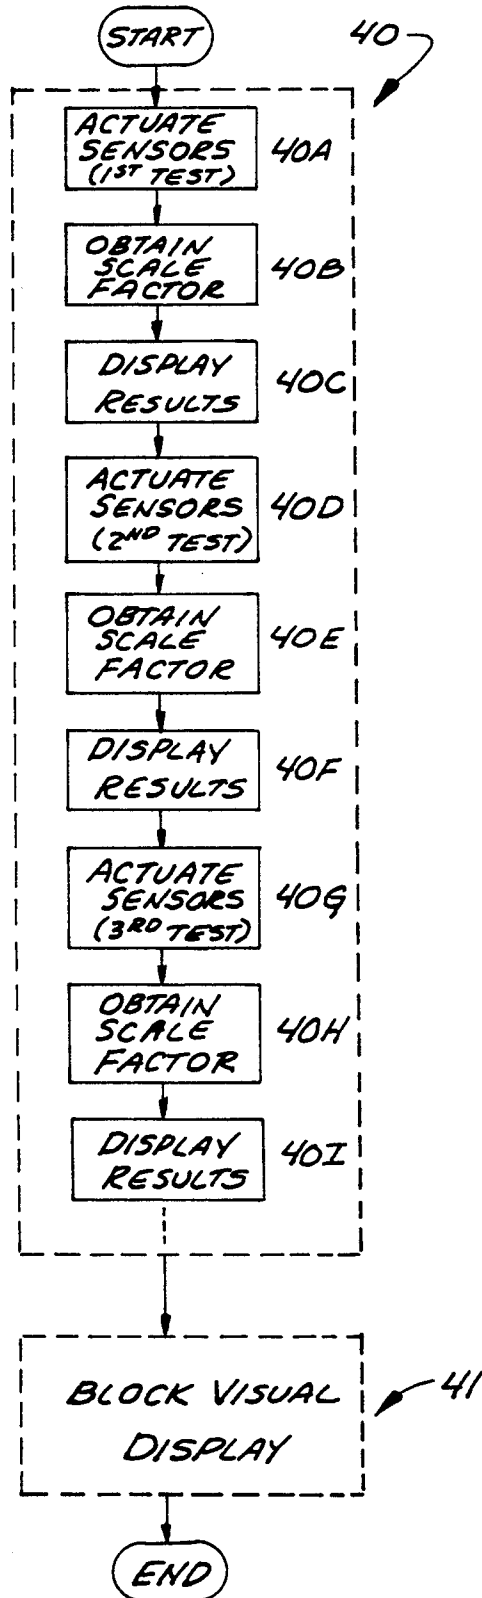 START
40
ACTUATE
SENSORS
(1ST TEST)
40A
OBTAIN
SCALE
FACTOR
40B
DISPLAY
RESULTS
40C
ACTUATE
SENSORS
(2ND TEST)
40D
OBTAIN
SCALE
FACTOR
40E
DISPLAY
RESULTS
40F
ACTUATE
SENSORS
(3RD TEST)
40G
OBTAIN
SCALE
FACTOR
40H
DISPLAY
RESULTS
40I
BLOCK VISUAL
DISPLAY
41
END